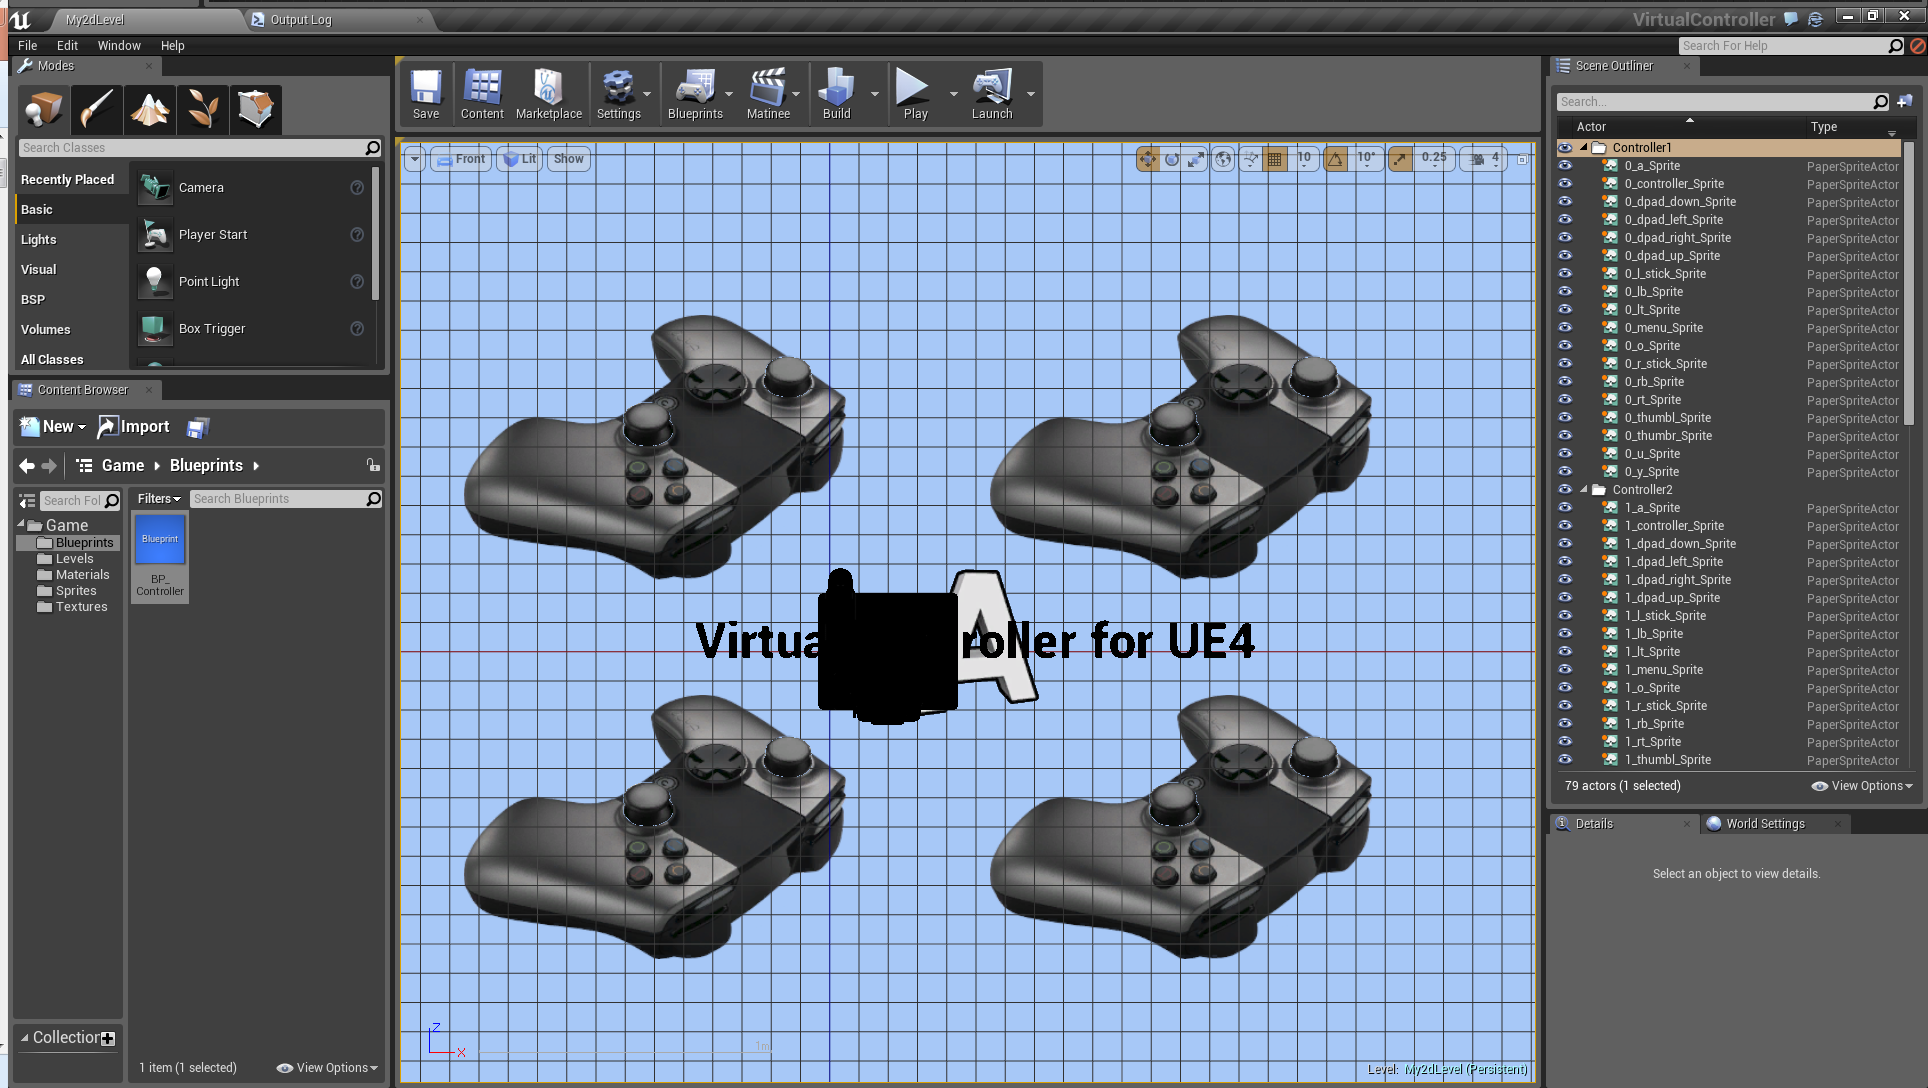 My2dLevel
Output Log
VirtualController
File Edit Window Help
Search For Help
Modes
Search Classes
Recently Placed
Basic
Lights
Visual
BSP
Volumes
All Classes
Camera
Player Start
Point Light
Box Trigger
Content Browser
New
Import
Game
Blueprints
Search Fol
Filters
Search Blueprints
Game
Blueprints
Levels
Materials
Sprites
Textures
Blueprint
BP_
Controller
Collection
1 item (1 selected)
View Options
Save
Content
Marketplace
Settings
Blueprints
Matinee
Build
Play
Launch
Front
Lit
Show
10
10°
0.25
4
Virtua roller for UE4
A
Z
X
1m
Level: My2dLevel (Persistent)
Scene Outliner
Search...
Actor Type
Controller1
0_a_Sprite PaperSpriteActor
0_controller_Sprite PaperSpriteActor
0_dpad_down_Sprite PaperSpriteActor
0_dpad_left_Sprite PaperSpriteActor
0_dpad_right_Sprite PaperSpriteActor
0_dpad_up_Sprite PaperSpriteActor
0_l_stick_Sprite PaperSpriteActor
0_lb_Sprite PaperSpriteActor
0_lt_Sprite PaperSpriteActor
0_menu_Sprite PaperSpriteActor
0_o_Sprite PaperSpriteActor
0_r_stick_Sprite PaperSpriteActor
0_rb_Sprite PaperSpriteActor
0_rt_Sprite PaperSpriteActor
0_thumbl_Sprite PaperSpriteActor
0_thumbr_Sprite PaperSpriteActor
0_u_Sprite PaperSpriteActor
0_y_Sprite PaperSpriteActor
Controller2
1_a_Sprite PaperSpriteActor
1_controller_Sprite PaperSpriteActor
1_dpad_down_Sprite PaperSpriteActor
1_dpad_left_Sprite PaperSpriteActor
1_dpad_right_Sprite PaperSpriteActor
1_dpad_up_Sprite PaperSpriteActor
1_l_stick_Sprite PaperSpriteActor
1_lb_Sprite PaperSpriteActor
1_lt_Sprite PaperSpriteActor
1_menu_Sprite PaperSpriteActor
1_o_Sprite PaperSpriteActor
1_r_stick_Sprite PaperSpriteActor
1_rb_Sprite PaperSpriteActor
1_rt_Sprite PaperSpriteActor
1_thumbl_Sprite PaperSpriteActor
79 actors (1 selected)
View Options
Details
World Settings
Select an object to view details.